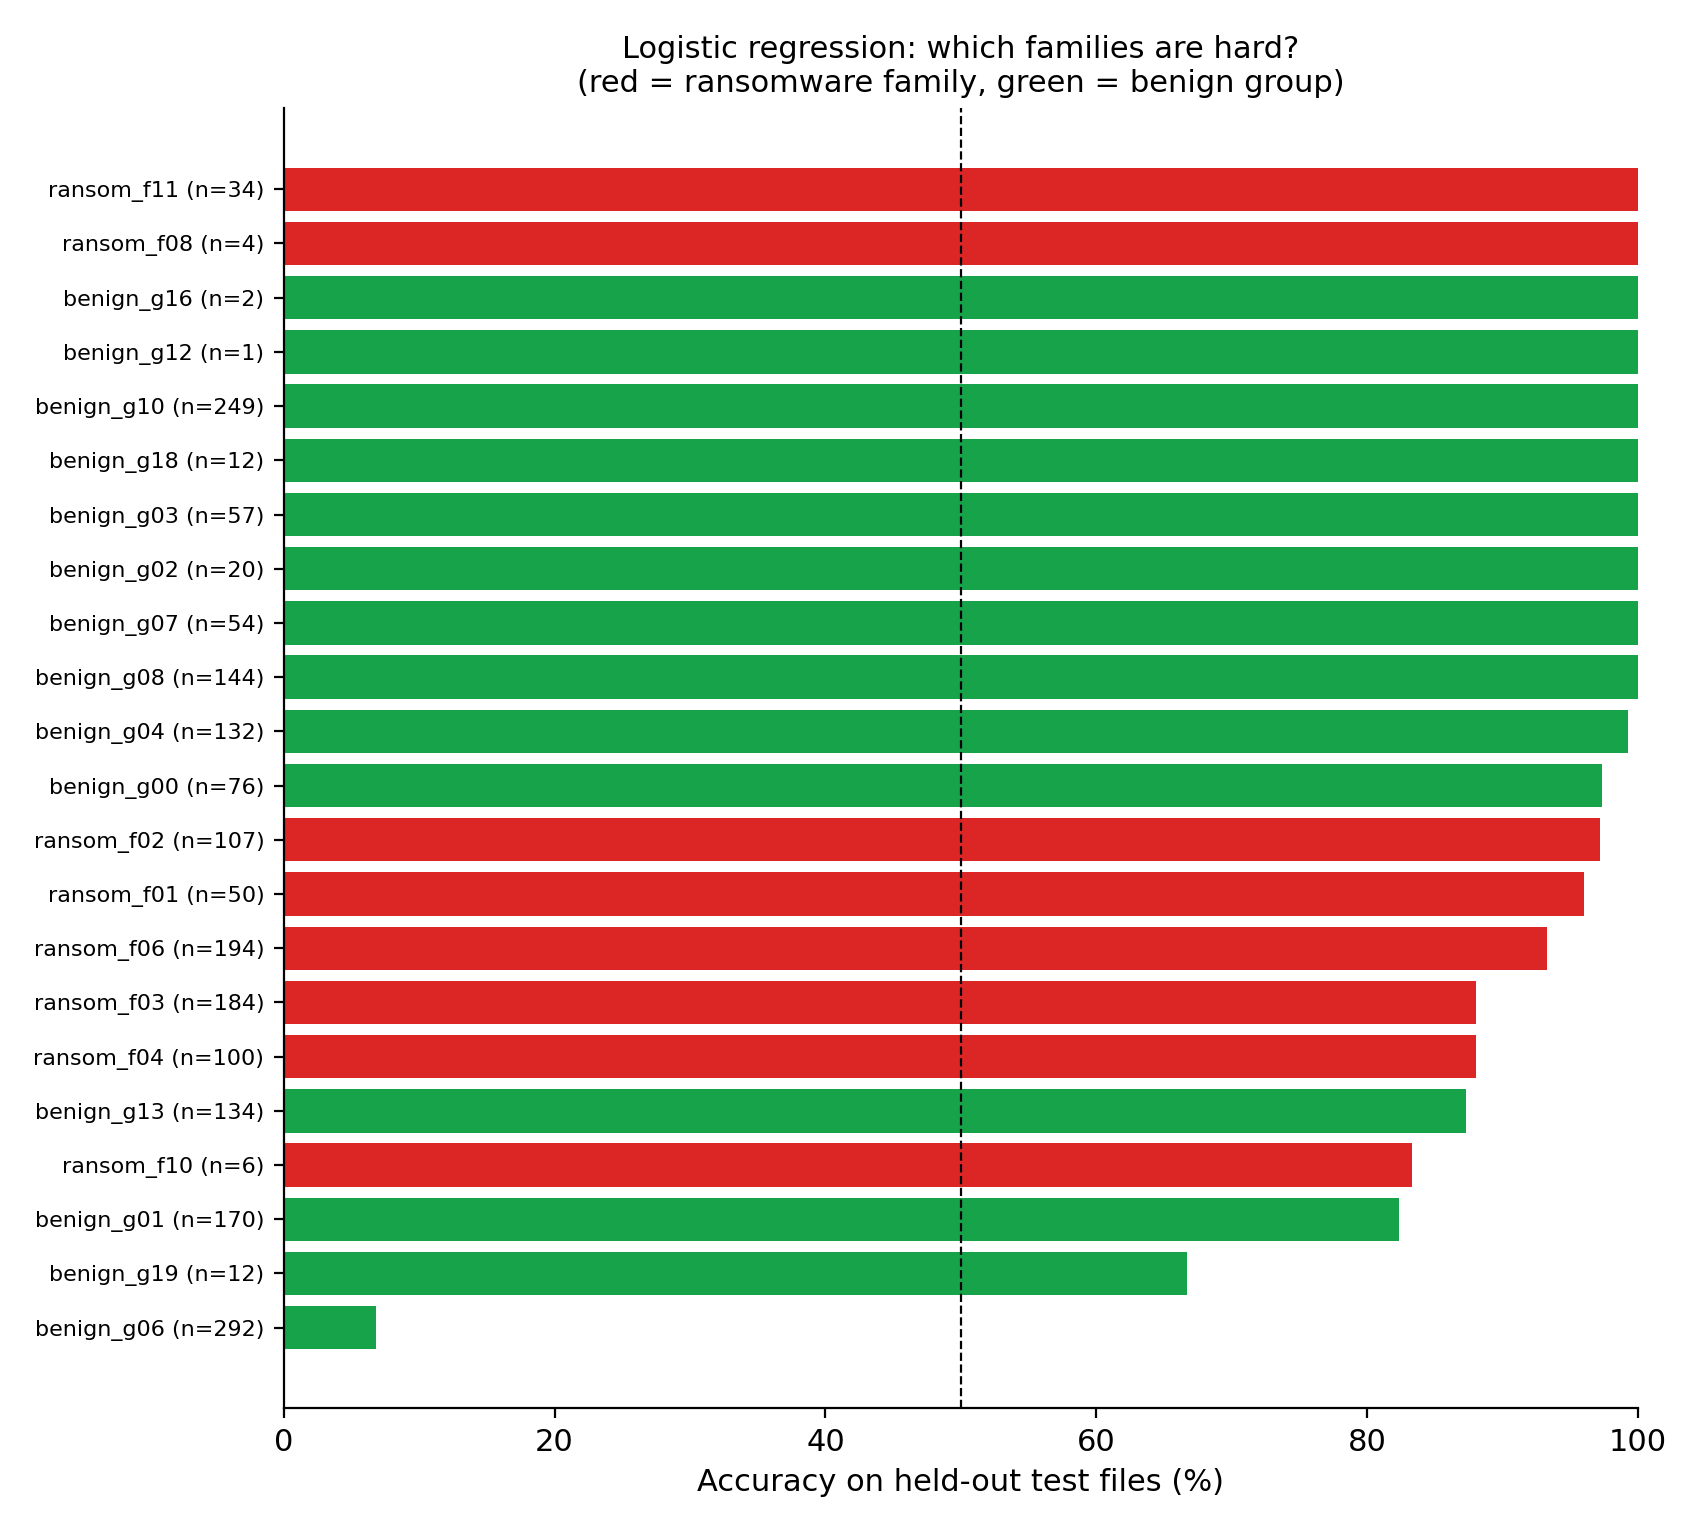 Logistic regression: which families are hard?
(red = ransomware family, green = benign group)
ransom_f11 (n=34)
ransom_f08 (n=4)
benign_g16 (n=2)
benign_g12 (n=1)
benign_g10 (n=249)
benign_g18 (n=12)
benign_g03 (n=57)
benign_g02 (n=20)
benign_g07 (n=54)
benign_g08 (n=144)
benign_g04 (n=132)
benign_g00 (n=76)
ransom_f02 (n=107)
ransom_f01 (n=50)
ransom_f06 (n=194)
ransom_f03 (n=184)
ransom_f04 (n=100)
benign_g13 (n=134)
ransom_f10 (n=6)
benign_g01 (n=170)
benign_g19 (n=12)
benign_g06 (n=292)
0 20 40 60 80 100
Accuracy on held-out test files (%)